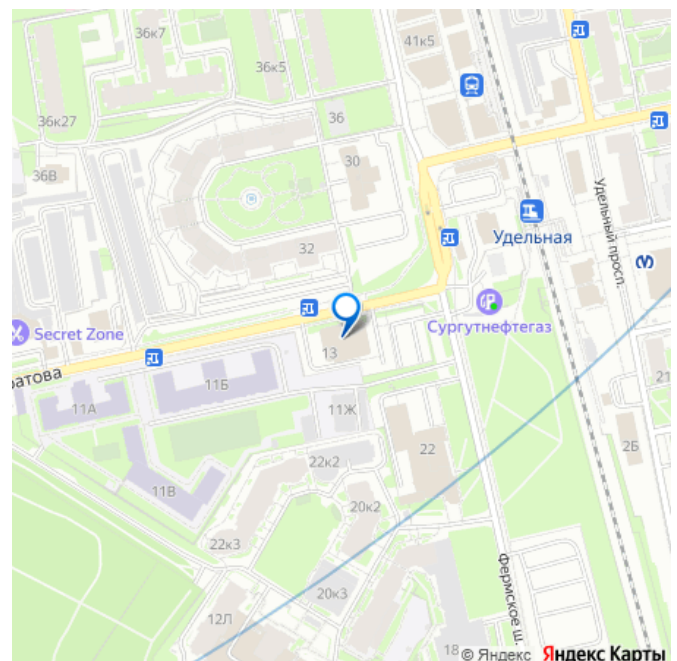 36к7
41к5
36к5
36к27
36
30
36В
Удельный просп.
32
Удельная
Secret Zone
Сургутнефтегаз
13
ратова
11Б
21
11А
11Ж
22
2Б
22к2
11В
20к2
22к3
Фермское ш.
20к3
12Л
18
© Яндекс Яндекс Карты